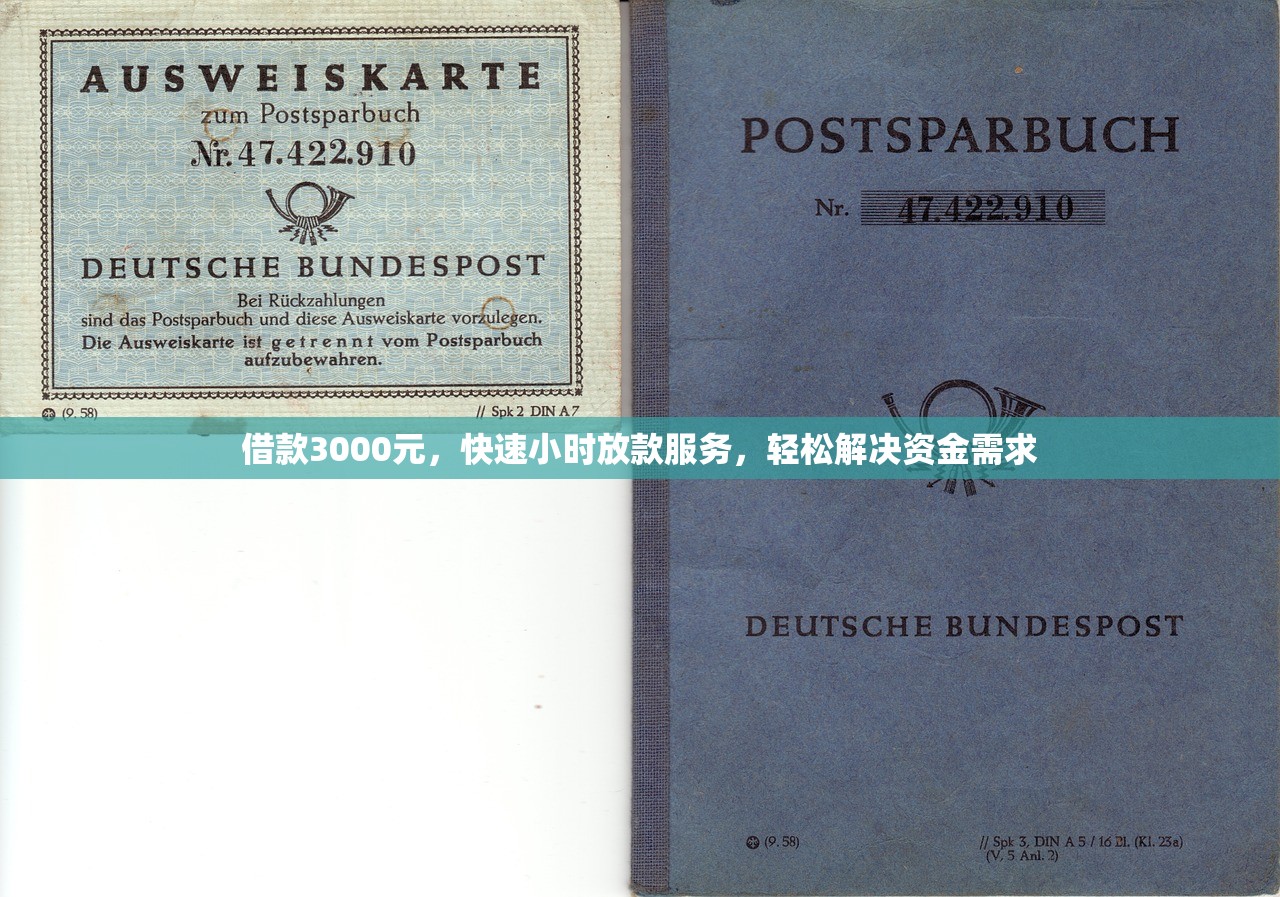 AUSWEISKARTE
zum Postsparbuch
Nr. 47.422.910
DEUTSCHE BUNDESPOST
Bei Rückzahlungen
sind das Postsparbuch und diese Ausweiskarte vorzulegen.
Die Ausweiskarte ist getrennt vom Postsparbuch
aufzubewahren.
(9. 58)
// Spk 2 DIN A 7
POSTSPARBUCH
Nr. 47.422.910
借款3000元，快速小时放款服务，轻松解决资金需求
DEUTSCHE BUNDESPOST
(9. 58)
// Spk 3, DIN A 5 / 16 Bl. (Kl. 23a)
(V, 5 Anl. 2)